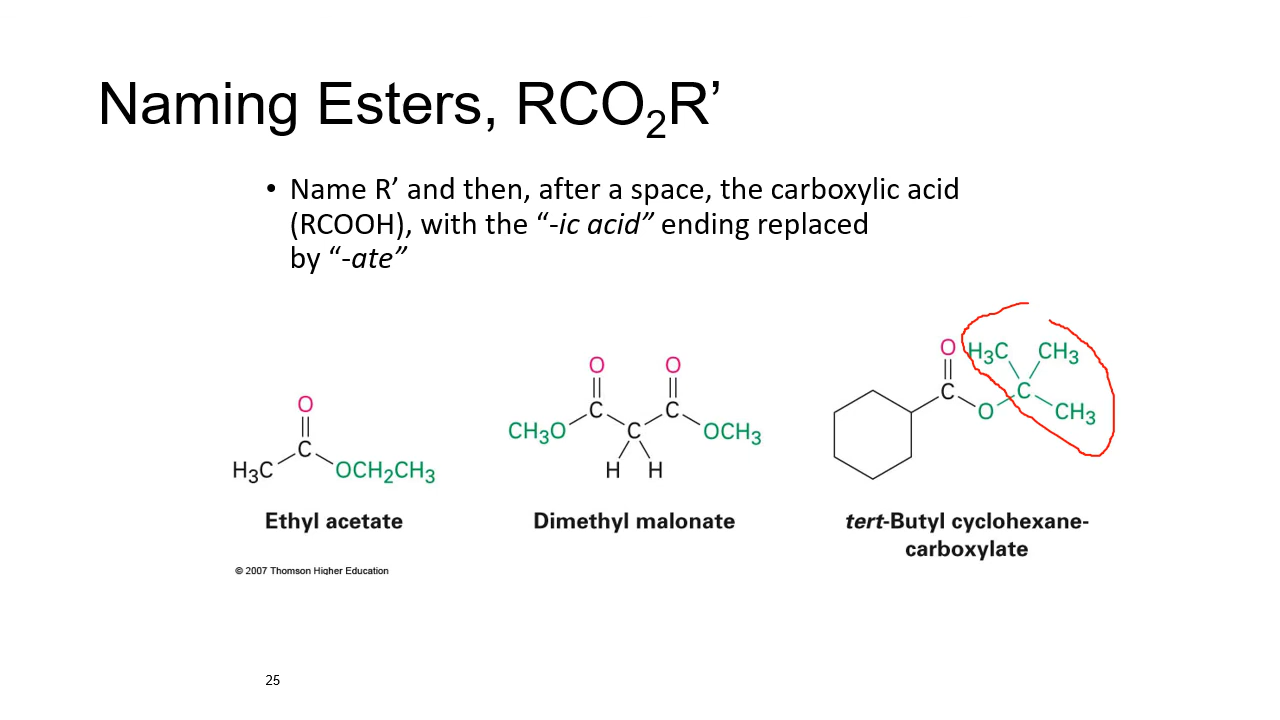 Naming Esters, RCO₂R’
• Name R’ and then, after a space, the carboxylic acid
(RCOOH), with the “-ic acid” ending replaced
by “-ate”
O
C
H₃C
OCH₂CH₃
Ethyl acetate
O
O
C
C
CH₃O
C
OCH₃
H
H
Dimethyl malonate
O
H₃C
CH₃
C
C
O
CH₃
tert-Butyl cyclohexane-
carboxylate
© 2007 Thomson Higher Education
25